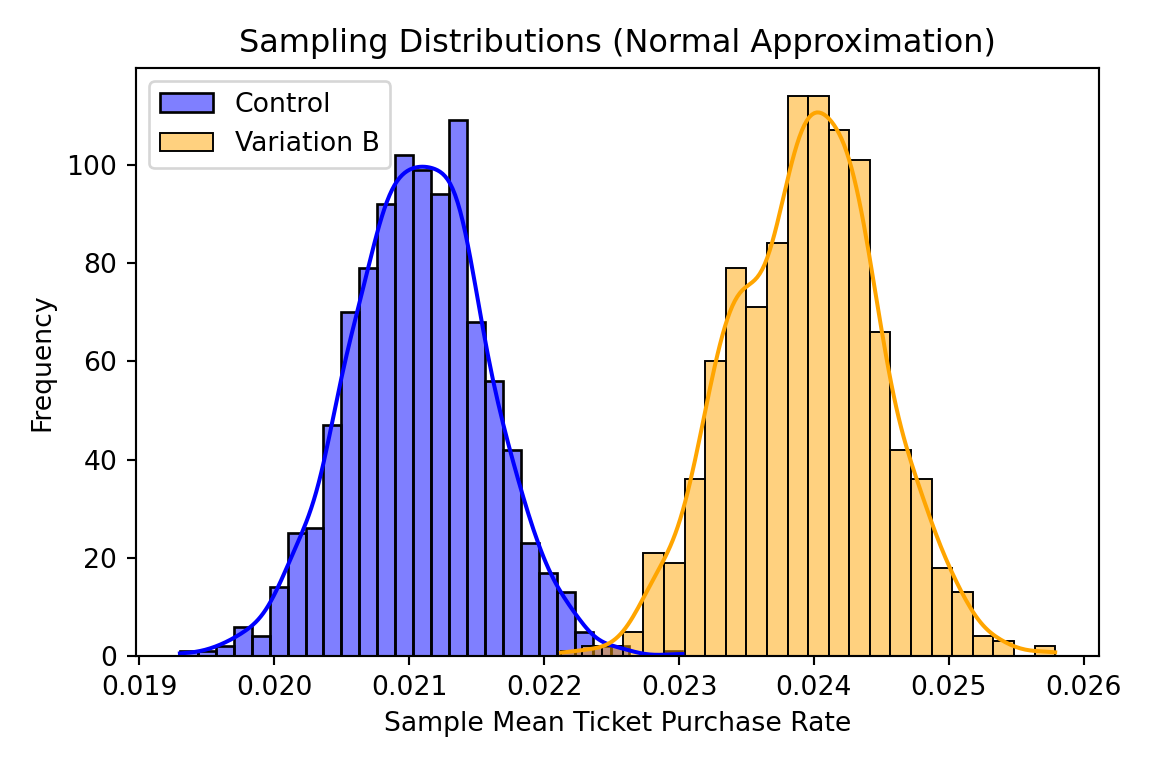 Sampling Distributions (Normal Approximation)
Control
Variation B
100
80
60
40
20
0
Frequency
0.019 0.020 0.021 0.022 0.023 0.024 0.025 0.026
Sample Mean Ticket Purchase Rate